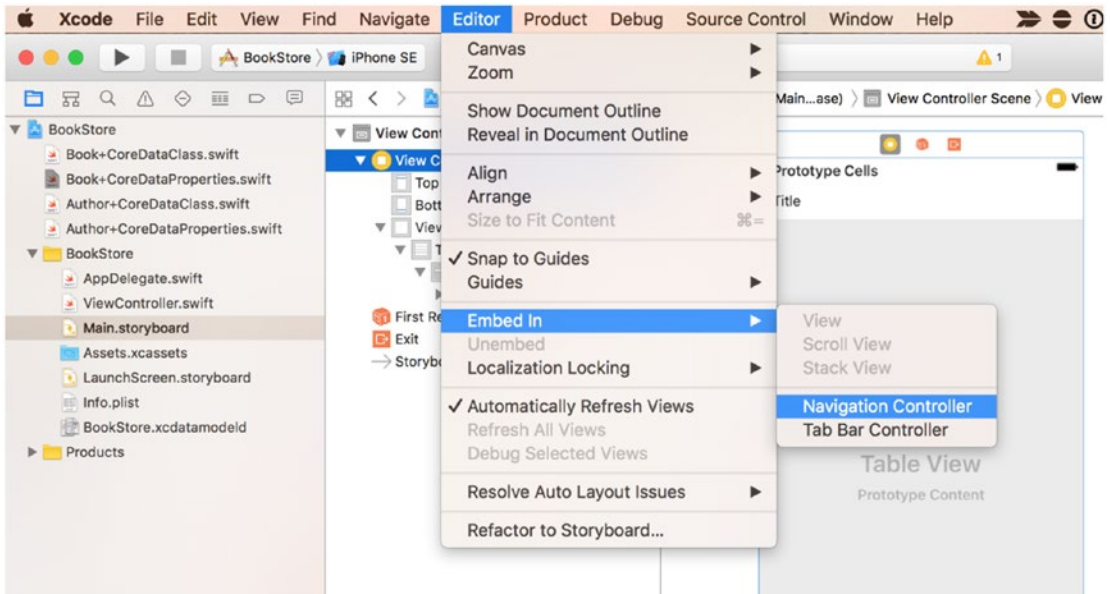 Xcode File Edit View Find Navigate Editor Product Debug Source Control Window Help
BookStore iPhone SE
1
Main...ase) View Controller Scene View
BookStore
Book+CoreDataClass.swift
Book+CoreDataProperties.swift
Author+CoreDataClass.swift
Author+CoreDataProperties.swift
BookStore
AppDelegate.swift
ViewController.swift
Main.storyboard
Assets.xcassets
LaunchScreen.storyboard
Info.plist
BookStore.xcdatamodeld
Products
View Cont
View C
Top
Bott
View
T
First Re
Exit
Storybo
Canvas
Zoom
Show Document Outline
Reveal in Document Outline
Align
Arrange
Size to Fit Content ⌘=
✓ Snap to Guides
Guides
Embed In
Unembed
Localization Locking
✓ Automatically Refresh Views
Refresh All Views
Debug Selected Views
Resolve Auto Layout Issues
Refactor to Storyboard...
View
Scroll View
Stack View
Navigation Controller
Tab Bar Controller
Prototype Cells
Title
Table View
Prototype Content